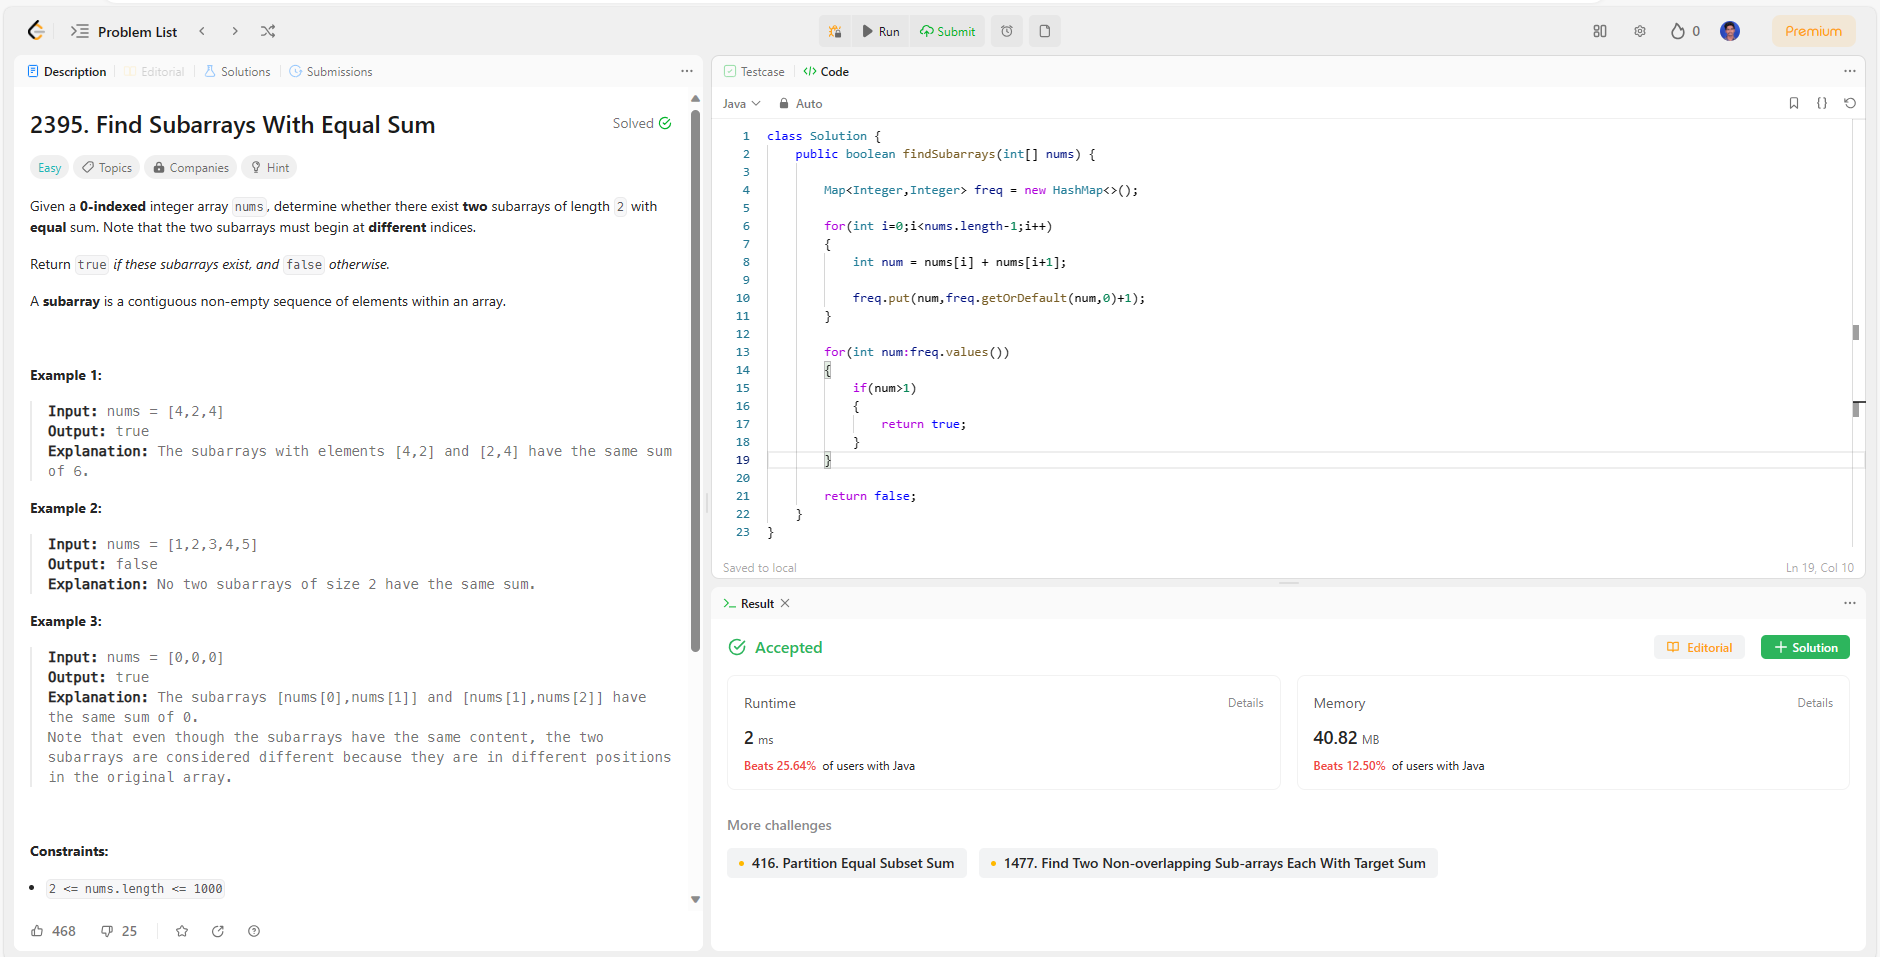 Problem List
Run
Submit
0
Premium
Description
Editorial
Solutions
Submissions
2395. Find Subarrays With Equal Sum
Solved
Easy
Topics
Companies
Hint
Given a 0-indexed integer array nums, determine whether there exist two subarrays of length 2 with
equal sum. Note that the two subarrays must begin at different indices.
Return true if these subarrays exist, and false otherwise.
A subarray is a contiguous non-empty sequence of elements within an array.
Example 1:
Input: nums = [4,2,4]
Output: true
Explanation: The subarrays with elements [4,2] and [2,4] have the same sum
of 6.
Example 2:
Input: nums = [1,2,3,4,5]
Output: false
Explanation: No two subarrays of size 2 have the same sum.
Example 3:
Input: nums = [0,0,0]
Output: true
Explanation: The subarrays [nums[0],nums[1]] and [nums[1],nums[2]] have
the same sum of 0.
Note that even though the subarrays have the same content, the two
subarrays are considered different because they are in different positions
in the original array.
Constraints:
• 2 <= nums.length <= 1000
468
25
Testcase
</> Code
Java
Auto
{}
1 class Solution {
2 public boolean findSubarrays(int[] nums) {
3
4 Map<Integer,Integer> freq = new HashMap<>();
5
6 for(int i=0;i<nums.length-1;i++)
7 {
8 int num = nums[i] + nums[i+1];
9
10 freq.put(num,freq.getOrDefault(num,0)+1);
11 }
12
13 for(int num:freq.values())
14 {
15 if(num>1)
16 {
17 return true;
18 }
19 }
20
21 return false;
22 }
23 }
Saved to local
Ln 19, Col 10
>_ Result
Accepted
Editorial
+ Solution
Runtime
Details
2 ms
Beats 25.64% of users with Java
Memory
Details
40.82 MB
Beats 12.50% of users with Java
More challenges
• 416. Partition Equal Subset Sum
• 1477. Find Two Non-overlapping Sub-arrays Each With Target Sum